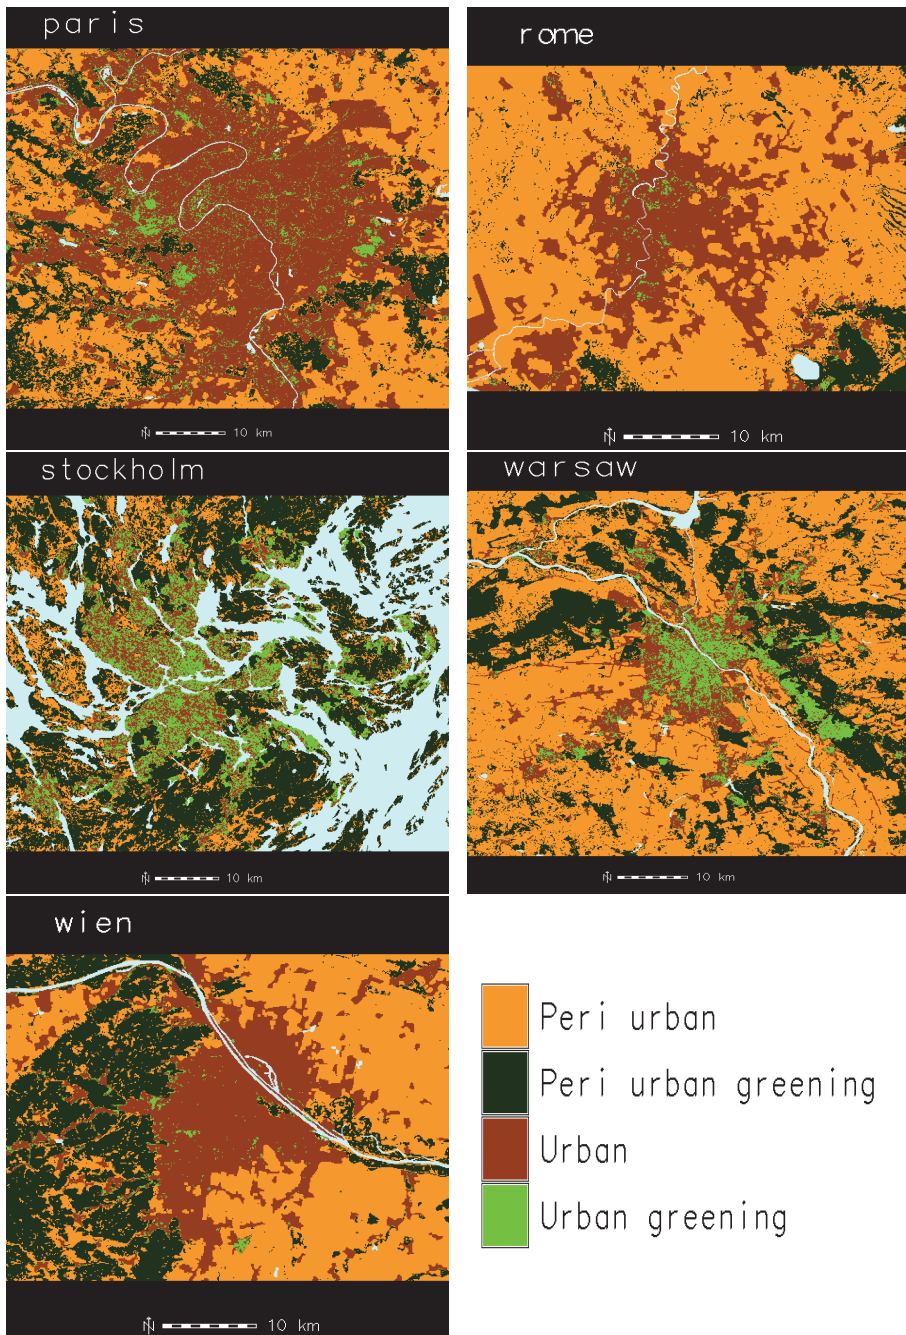 paris
rome
N 10 km
N 10 km
stockholm
warsaw
N 10 km
N 10 km
wien
Peri urban
Peri urban greening
Urban
Urban greening
N 10 km